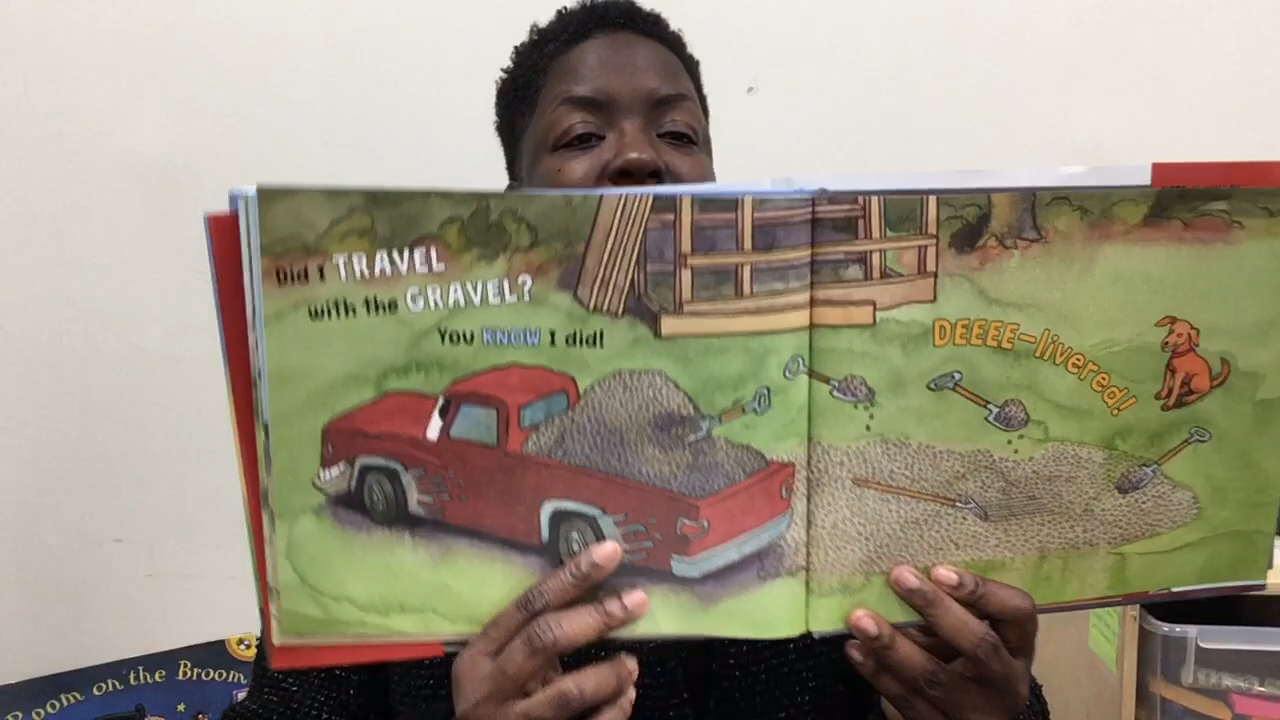 Did I TRAVEL
with the GRAVEL?
You KNOW I did!
DEEEE-livered!
Room on the Broom